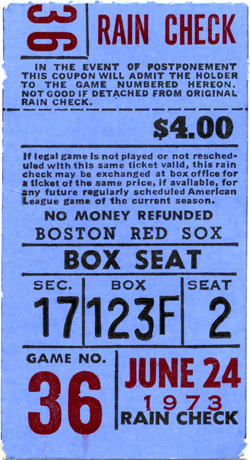 36 RAIN CHECK
IN THE EVENT OF POSTPONEMENT
THIS COUPON WILL ADMIT THE HOLDER
TO THE GAME NUMBERED HEREON.
NOT GOOD IF DETACHED FROM ORIGINAL
RAIN CHECK.
$4.00
If legal game is not played or not resched-
uled with this same ticket valid, this rain
check may be exchanged at box office for
a ticket of the same price, if available, for
any future regularly scheduled American
League game of the current season.
NO MONEY REFUNDED
BOSTON RED SOX
BOX SEAT
SEC. BOX SEAT
17 123F 2
GAME NO.
36
JUNE 24
1973
RAIN CHECK